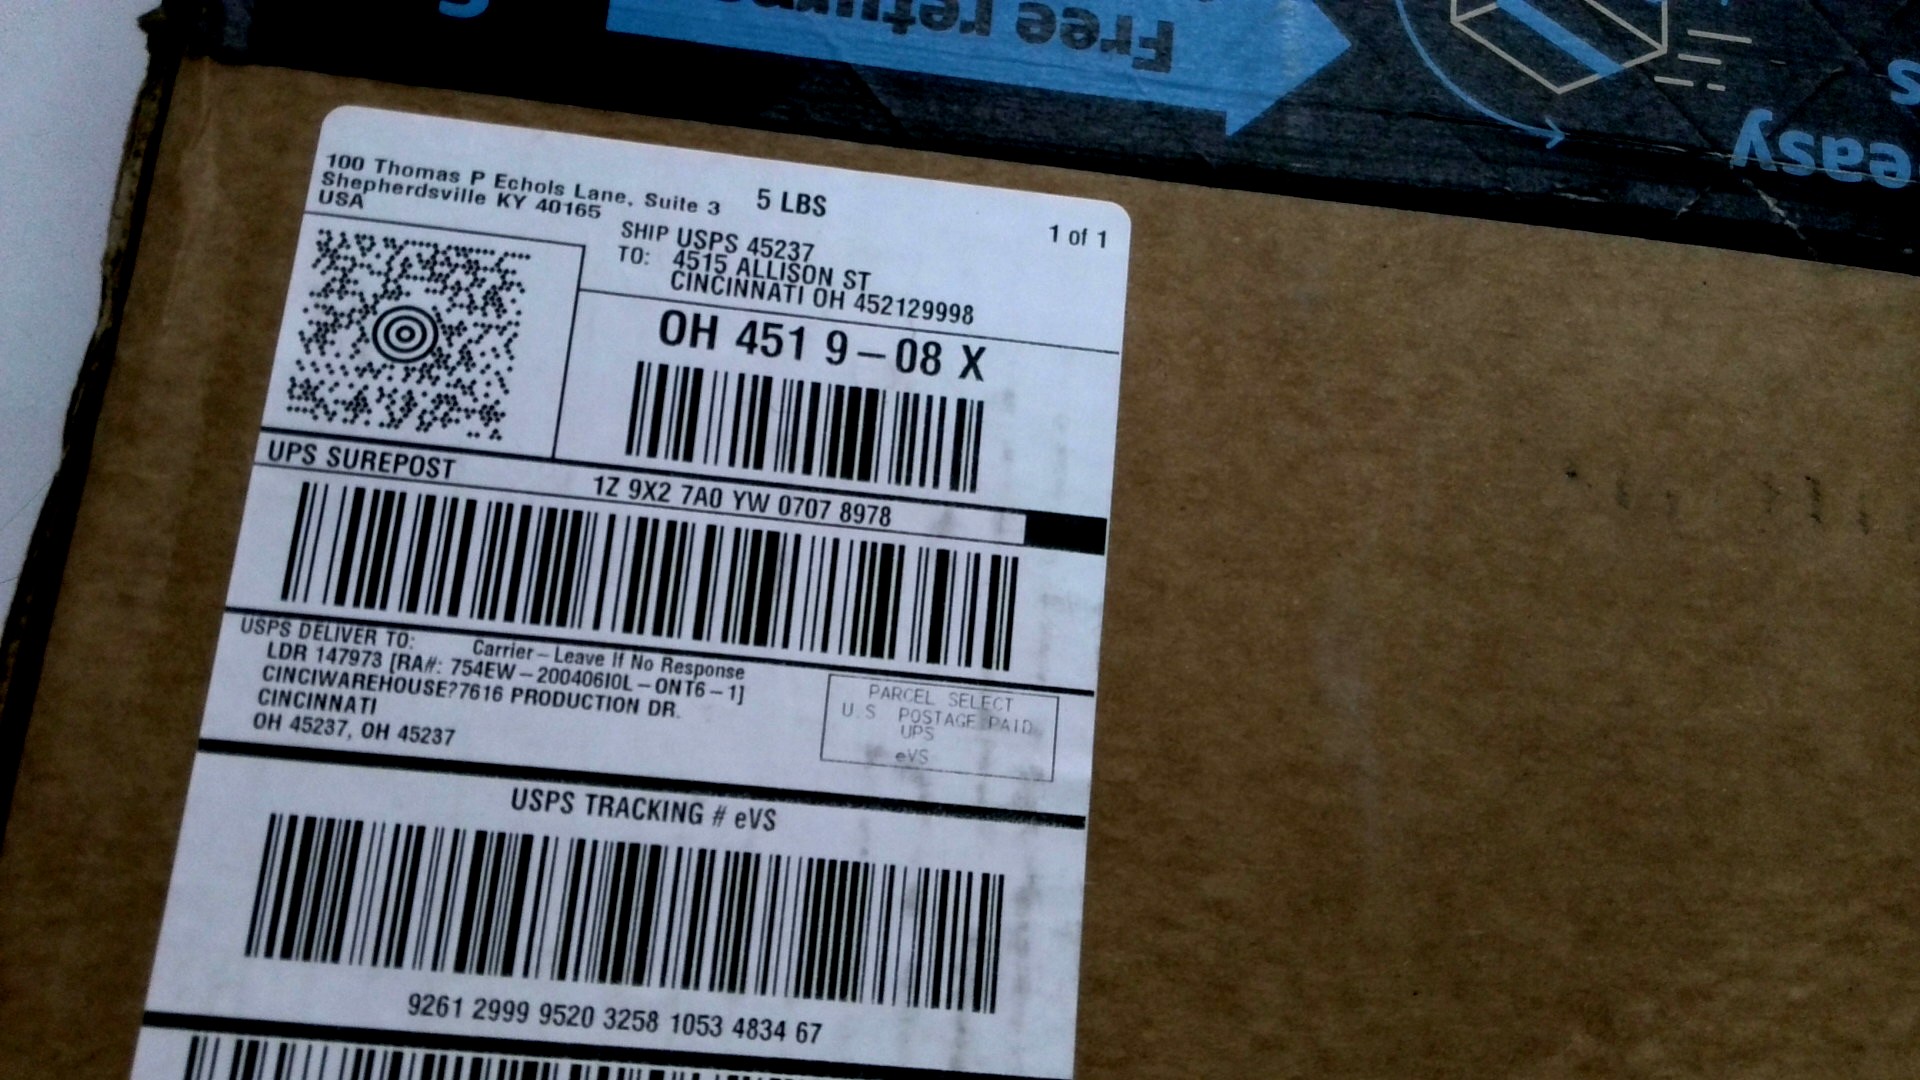 Free returns
easy
100 Thomas P Echols Lane, Suite 3
Shepherdsville KY 40165
USA
5 LBS
1 of 1
SHIP TO:
USPS 45237
4515 ALLISON ST
CINCINNATI OH 452129998
OH 451 9-08 X
UPS SUREPOST
1Z 9X2 7A0 YW 0707 8978
USPS DELIVER TO:
Carrier-Leave If No Response
LDR 147973 [RA#: 754EW-200406I0L-ONT6-1]
CINCIWAREHOUSE?7616 PRODUCTION DR.
CINCINNATI
OH 45237, OH 45237
PARCEL SELECT
U.S POSTAGE PAID
UPS
eVS
USPS TRACKING # eVS
9261 2999 9520 3258 1053 4834 67